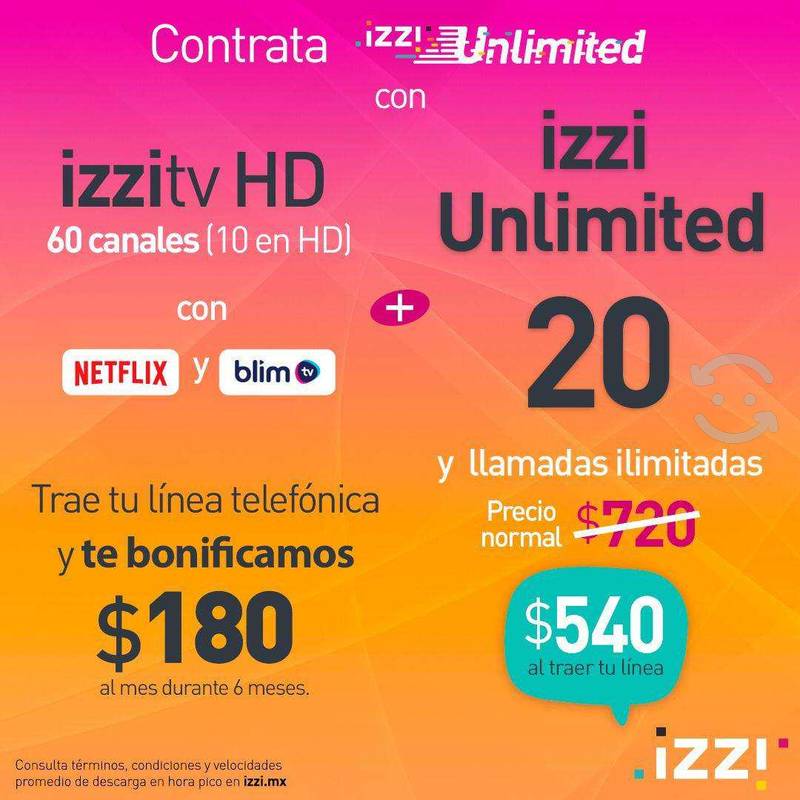 Contrata izzi Unlimited
con
izzitv HD
60 canales (10 en HD)
con
NETFLIX y blim tv
+
izzi
Unlimited
20
y llamadas ilimitadas
Trae tu línea telefónica
y te bonificamos
$180
al mes durante 6 meses.
Precio
normal $720
$540
al traer tu línea
Consulta términos, condiciones y velocidades
promedio de descarga en hora pico en izzi.mx
izzi